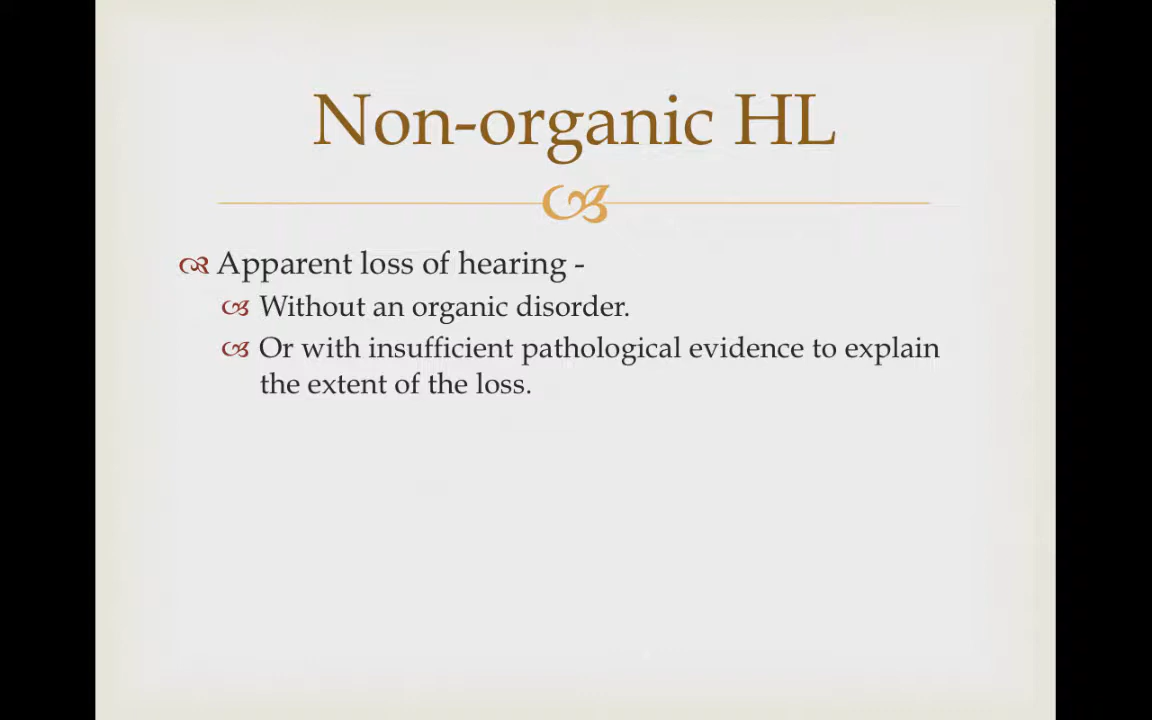 Non-organic HL
Apparent loss of hearing -
Without an organic disorder.
Or with insufficient pathological evidence to explain
the extent of the loss.